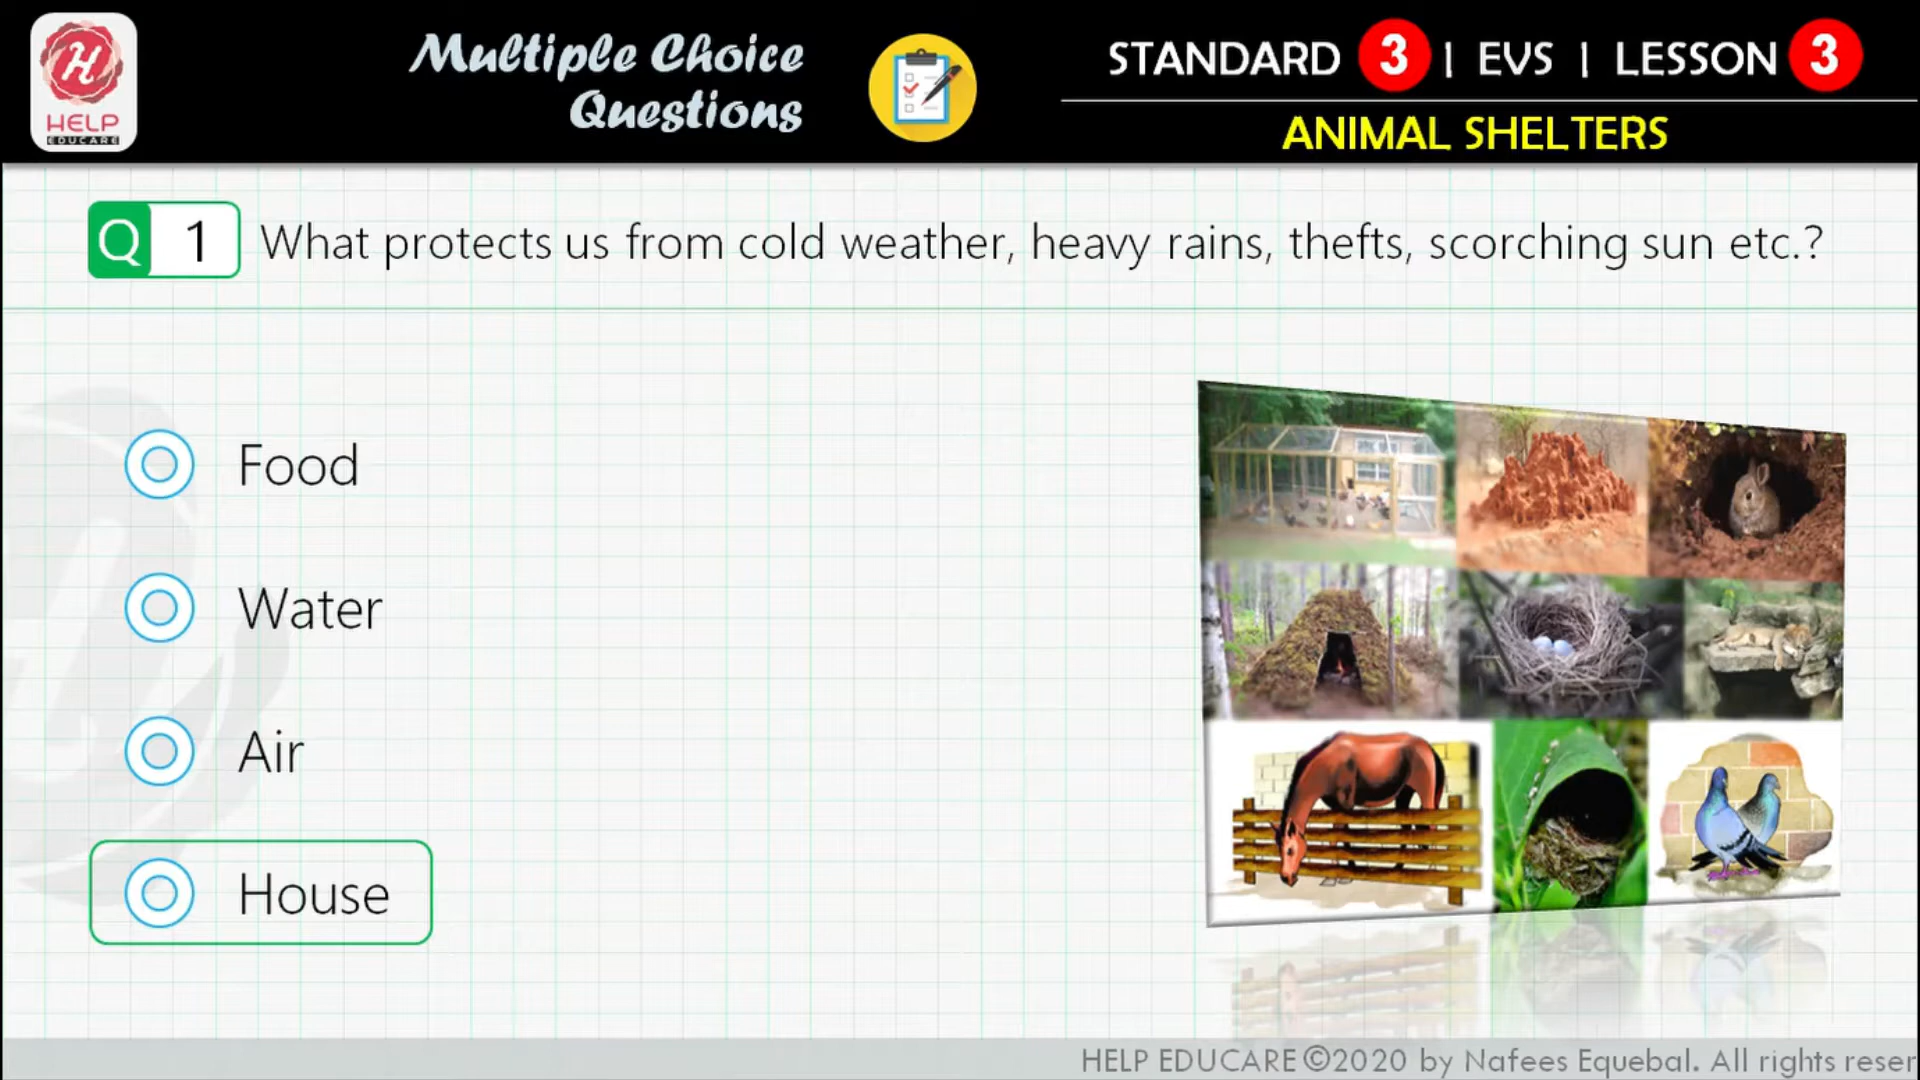 H
HELP
EDUCARE
Multiple Choice
Questions
STANDARD 3 | EVS | LESSON 3
ANIMAL SHELTERS
Q 1 What protects us from cold weather, heavy rains, thefts, scorching sun etc.?
Food
Water
Air
House
HELP EDUCARE ©2020 by Nafees Equebal. All rights reser